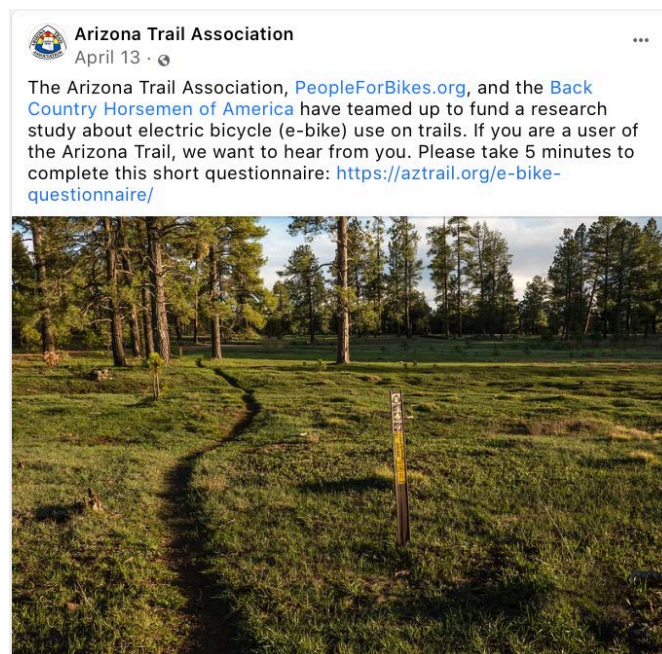 Arizona Trail Association
April 13 ·
The Arizona Trail Association, PeopleForBikes.org, and the Back
Country Horsemen of America have teamed up to fund a research
study about electric bicycle (e-bike) use on trails. If you are a user of
the Arizona Trail, we want to hear from you. Please take 5 minutes to
complete this short questionnaire: https://aztrail.org/e-bike-
questionnaire/